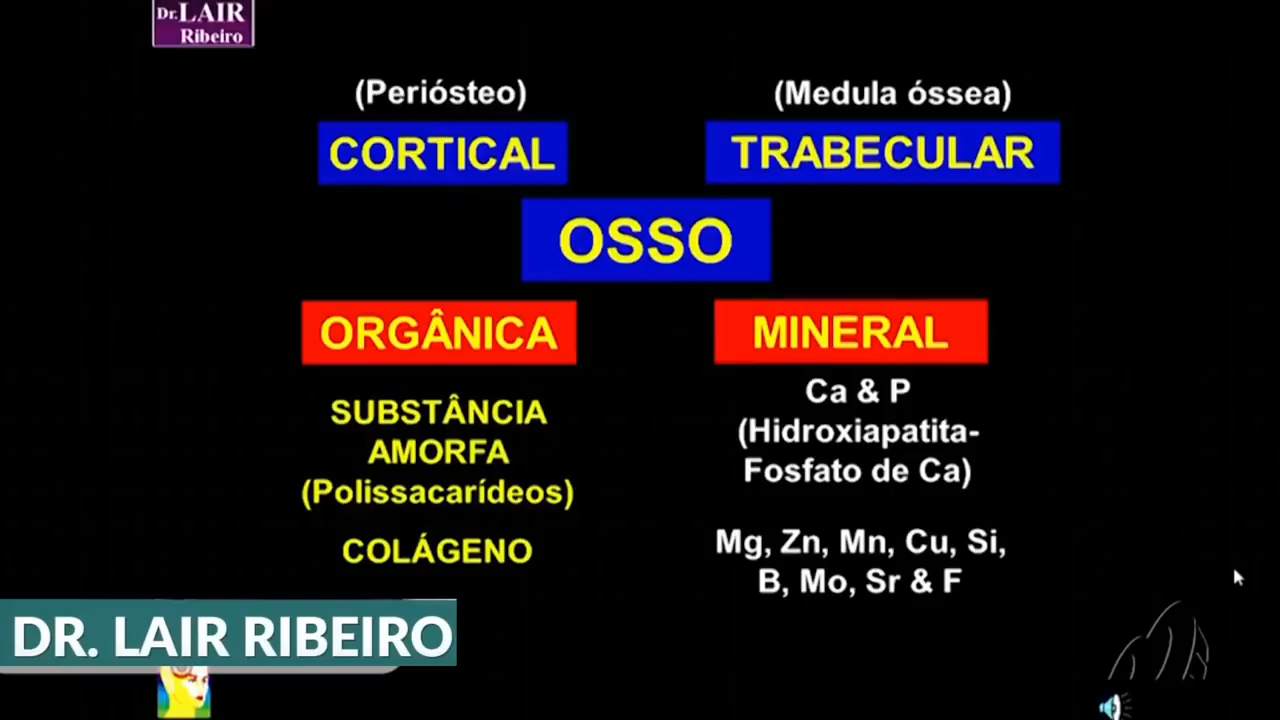 Dr.LAIR
Ribeiro
(Periósteo)
(Medula óssea)
CORTICAL
TRABECULAR
OSSO
ORGÂNICA
MINERAL
SUBSTÂNCIA
AMORFA
(Polissacarídeos)
COLÁGENO
Ca & P
(Hidroxiapatita-
Fosfato de Ca)
Mg, Zn, Mn, Cu, Si,
B, Mo, Sr & F
DR. LAIR RIBEIRO